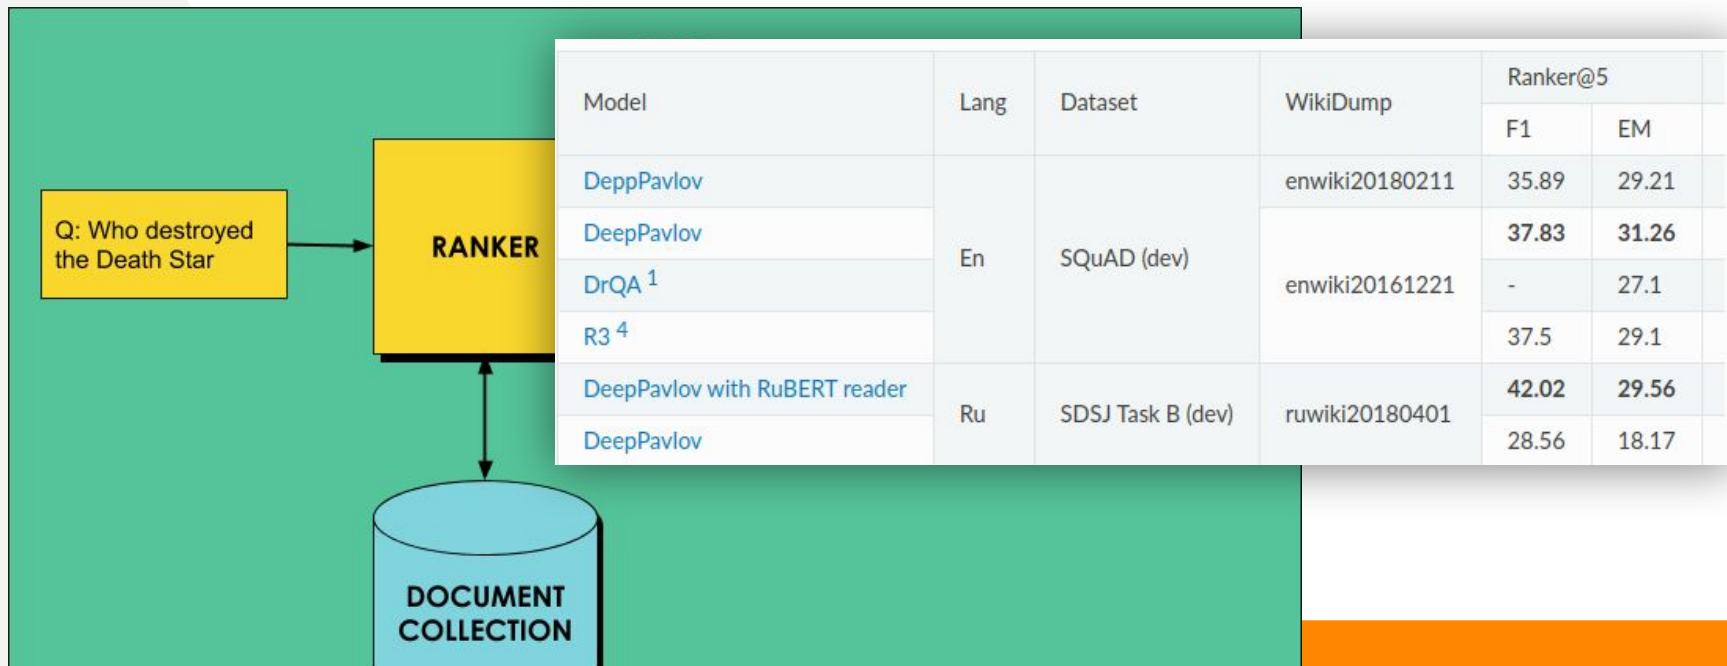 Q: Who destroyed
the Death Star
RANKER
DOCUMENT
COLLECTION
Model Lang Dataset WikiDump Ranker@5
F1 EM
DeppPavlov En SQuAD (dev) enwiki20180211 35.89 29.21
DeepPavlov enwiki20161221 37.83 31.26
DrQA 1 - 27.1
R3 4 37.5 29.1
DeepPavlov with RuBERT reader Ru SDSJ Task B (dev) ruwiki20180401 42.02 29.56
DeepPavlov 28.56 18.17